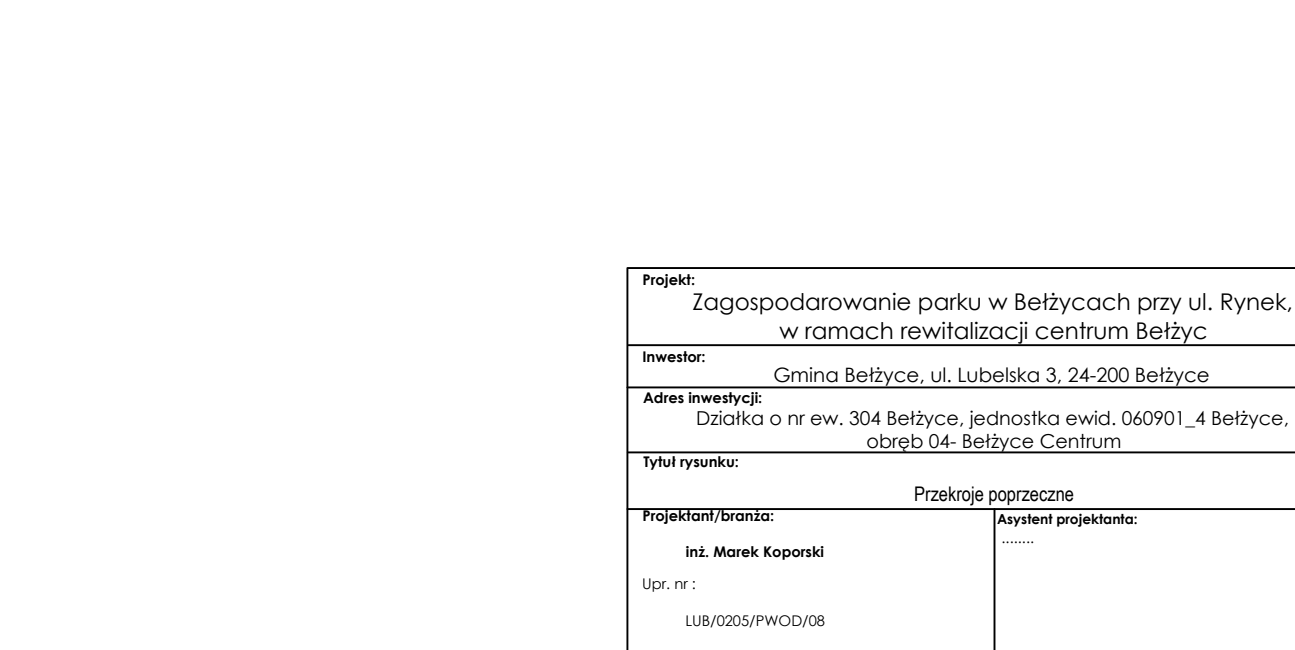 Projekt:
Zagospodarowanie parku w Bełżycach przy ul. Rynek,
w ramach rewitalizacji centrum Bełżyc
Inwestor:
Gmina Bełżyce, ul. Lubelska 3, 24-200 Bełżyce
Adres inwestycji:
Działka o nr ew. 304 Bełżyce, jednostka ewid. 060901_4 Bełżyce,
obręb 04- Bełżyce Centrum
Tytuł rysunku:
Przekroje poprzeczne
Projektant/branża:
inż. Marek Koporski
Upr. nr :
LUB/0205/PWOD/08
Asystent projektanta:
........